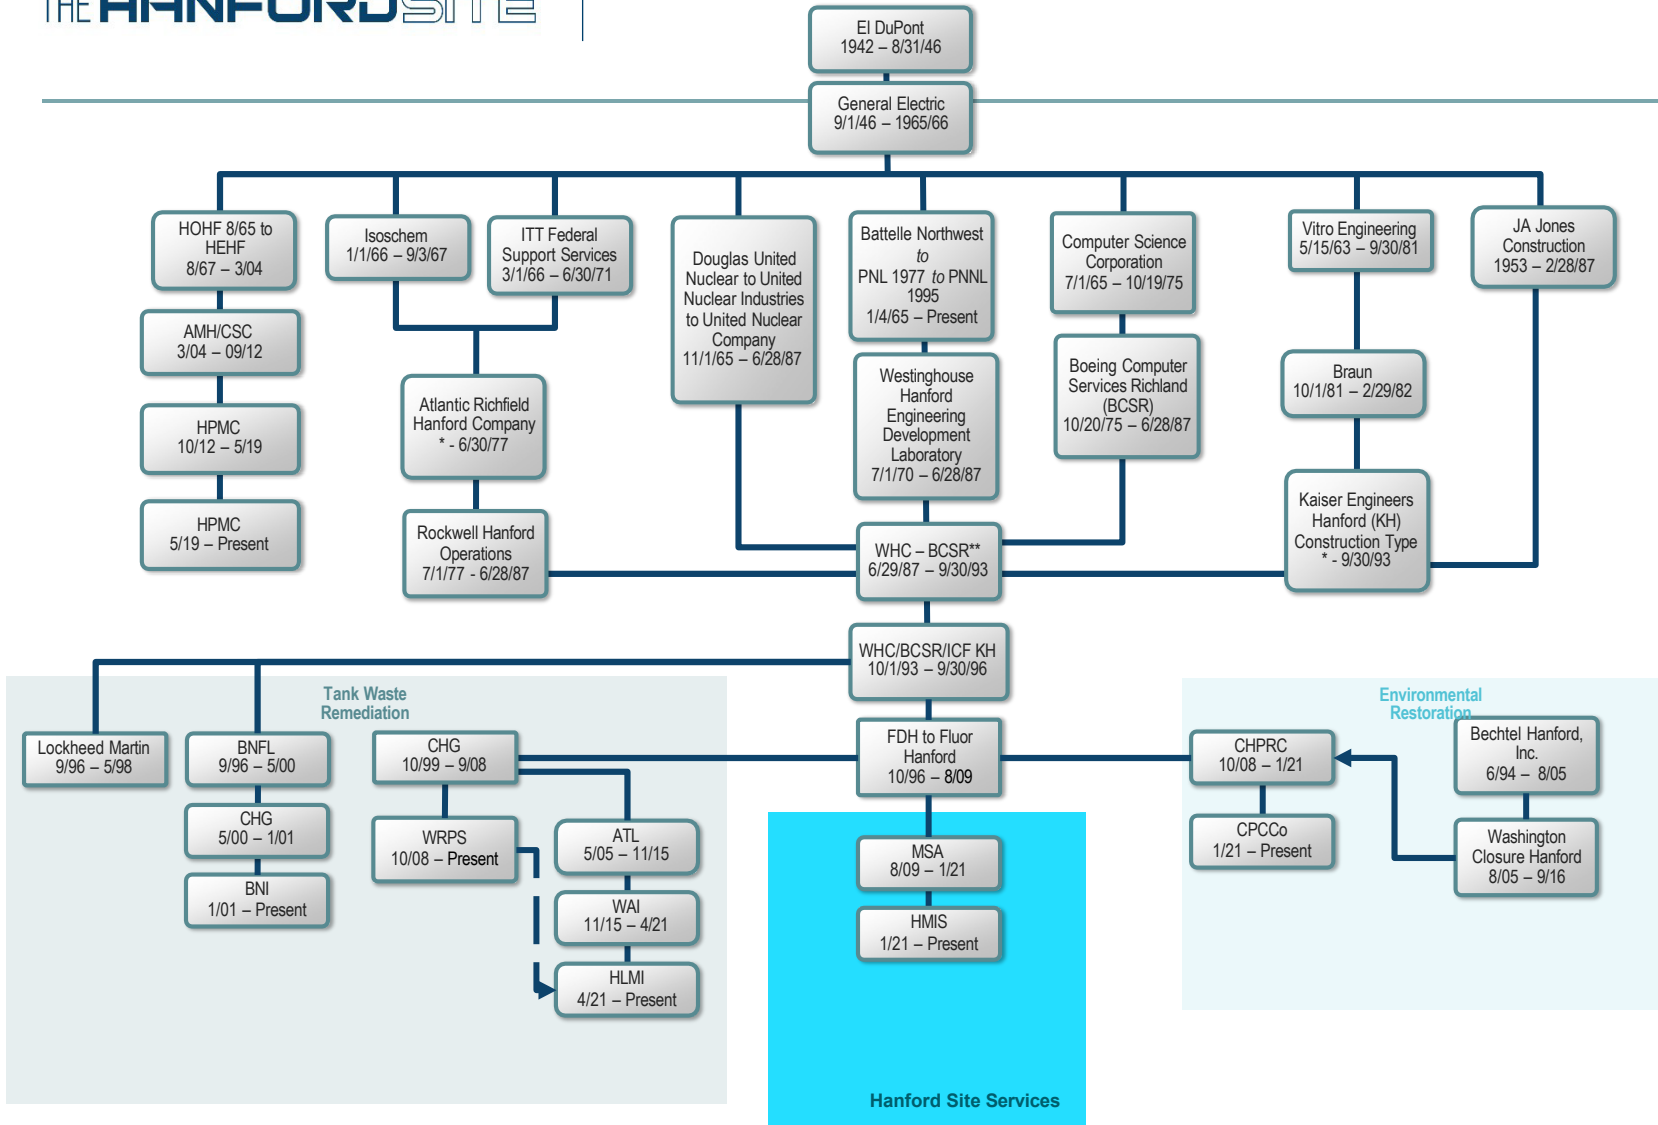 THE HANFORD SITE
EI DuPont
1942 – 8/31/46
General Electric
9/1/46 – 1965/66
HOHF 8/65 to
HEHF
8/67 – 3/04
Isoschem
1/1/66 – 9/3/67
ITT Federal
Support Services
3/1/66 – 6/30/71
Douglas United
Nuclear to United
Nuclear Industries
to United Nuclear
Company
11/1/65 – 6/28/87
Battelle Northwest
to
PNL 1977 to PNNL
1995
1/4/65 – Present
Computer Science
Corporation
7/1/65 – 10/19/75
Vitro Engineering
5/15/63 – 9/30/81
JA Jones
Construction
1953 – 2/28/87
AMH/CSC
3/04 – 09/12
Atlantic Richfield
Hanford Company
* - 6/30/77
Westinghouse
Hanford
Engineering
Development
Laboratory
7/1/70 – 6/28/87
Boeing Computer
Services Richland
(BCSR)
10/20/75 – 6/28/87
Braun
10/1/81 – 2/29/82
HPMC
10/12 – 5/19
HPMC
5/19 – Present
Rockwell Hanford
Operations
7/1/77 - 6/28/87
WHC – BCSR**
6/29/87 – 9/30/93
Kaiser Engineers
Hanford (KH)
Construction Type
* - 9/30/93
WHC/BCSR/ICF KH
10/1/93 – 9/30/96
Tank Waste
Remediation
Lockheed Martin
9/96 – 5/98
BNFL
9/96 – 5/00
CHG
10/99 – 9/08
FDH to Fluor
Hanford
10/96 – 8/09
CHPRC
10/08 – 1/21
Environmental
Restoration
Bechtel Hanford,
Inc.
6/94 – 8/05
CHG
5/00 – 1/01
WRPS
10/08 – Present
ATL
5/05 – 11/15
MSA
8/09 – 1/21
CPCCo
1/21 – Present
Washington
Closure Hanford
8/05 – 9/16
BNI
1/01 – Present
WAI
11/15 – 4/21
HMIS
1/21 – Present
HLMI
4/21 – Present
Hanford Site Services